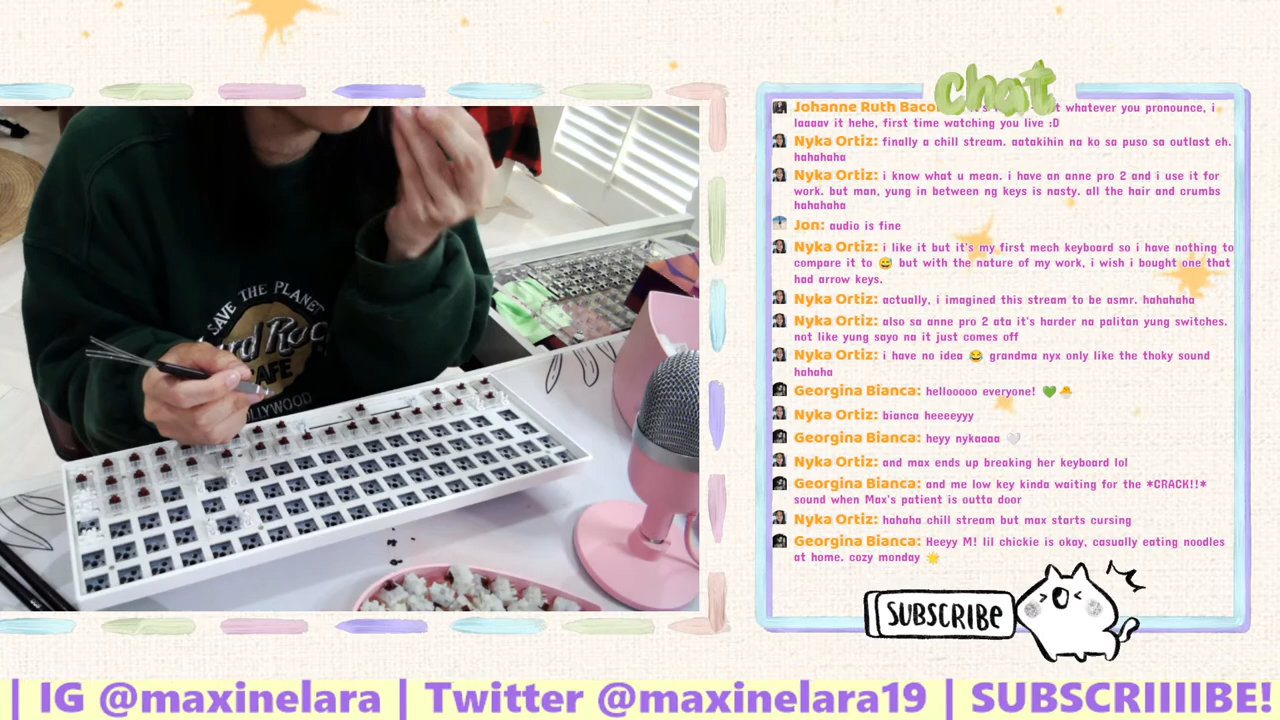 chat
Johanne Ruth Baco
t whatever you pronounce, i
laaaav it hehe, first time watching you live :D
Nyka Ortiz: finally a chill stream. aatakihin na ko sa puso sa outlast eh.
hahahaha
Nyka Ortiz: i know what u mean. i have an anne pro 2 and i use it for
work. but man, yung in between ng keys is nasty. all the hair and crumbs
hahahaha
Jon: audio is fine
Nyka Ortiz: i like it but it's my first mech keyboard so i have nothing to
compare it to 😅 but with the nature of my work, i wish i bought one that
had arrow keys.
Nyka Ortiz: actually, i imagined this stream to be asmr. hahahaha
Nyka Ortiz: also sa anne pro 2 ata it's harder na palitan yung switches.
not like yung sayo na it just comes off
Nyka Ortiz: i have no idea 😂 grandma nyx only like the thoky sound
hahaha
Georgina Bianca: hellooooo everyone! 💚🐣
Nyka Ortiz: bianca heeeeyyy
Georgina Bianca: heyy nykaaaa 🤍
Nyka Ortiz: and max ends up breaking her keyboard lol
Georgina Bianca: and me low key kinda waiting for the *CRACK!!*
sound when Max's patient is outta door
Nyka Ortiz: hahaha chill stream but max starts cursing
Georgina Bianca: Heeyy M! lil chickie is okay, casually eating noodles
at home. cozy monday 🌟
SUBSCRIBE
SAVE THE PLANET
Hard Rock
CAFE
HOLLYWOOD
| IG @maxinelara | Twitter @maxinelara19 | SUBSCRIIIIBE!